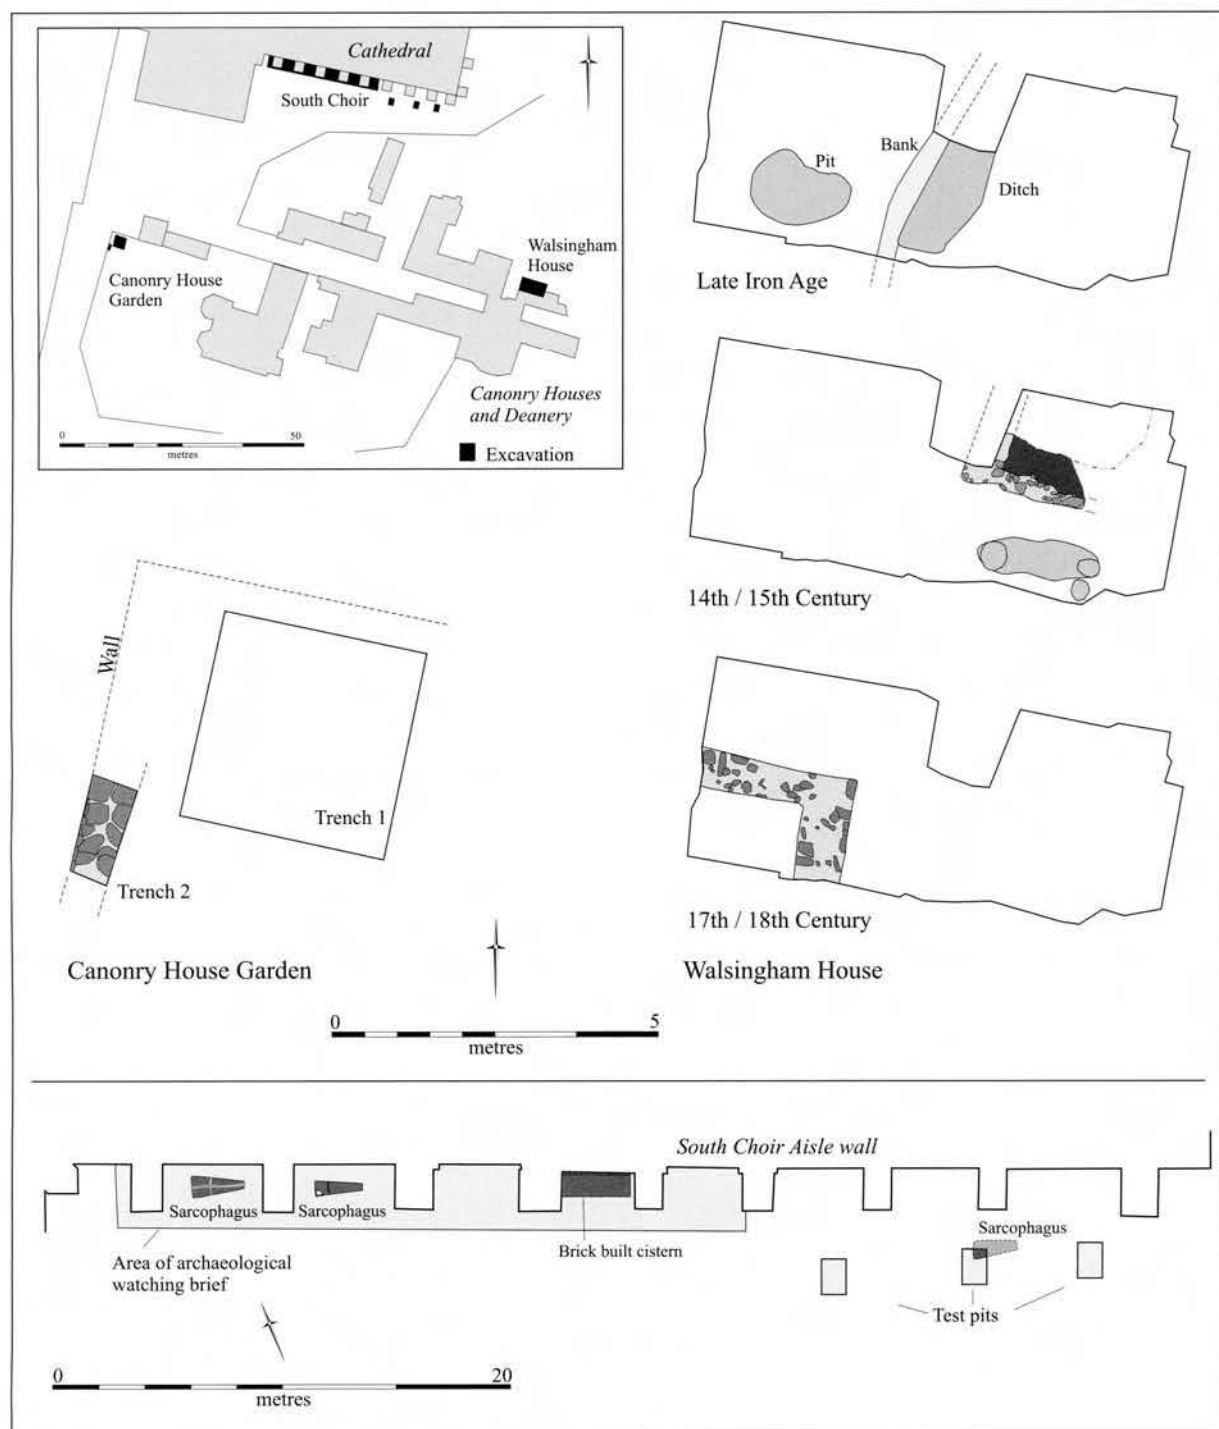 Cathedral
South Choir
Walsingham
House
Canonry House
Garden
Canonry Houses
and Deanery
0
50
metres
Excavation
Bank
Pit
Ditch
Late Iron Age
14th / 15th Century
17th / 18th Century
Walsingham House
Wall
Trench 1
Trench 2
Canonry House Garden
0
5
metres
South Choir Aisle wall
Sarcophagus
Sarcophagus
Sarcophagus
Area of archaeological
watching brief
Brick built cistern
Test pits
0
20
metres